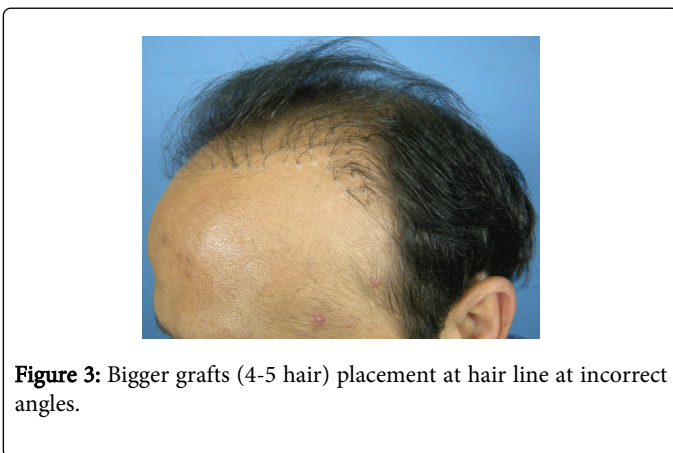 Figure 3: Bigger grafts (4-5 hair) placement at hair line at incorrect
angles.